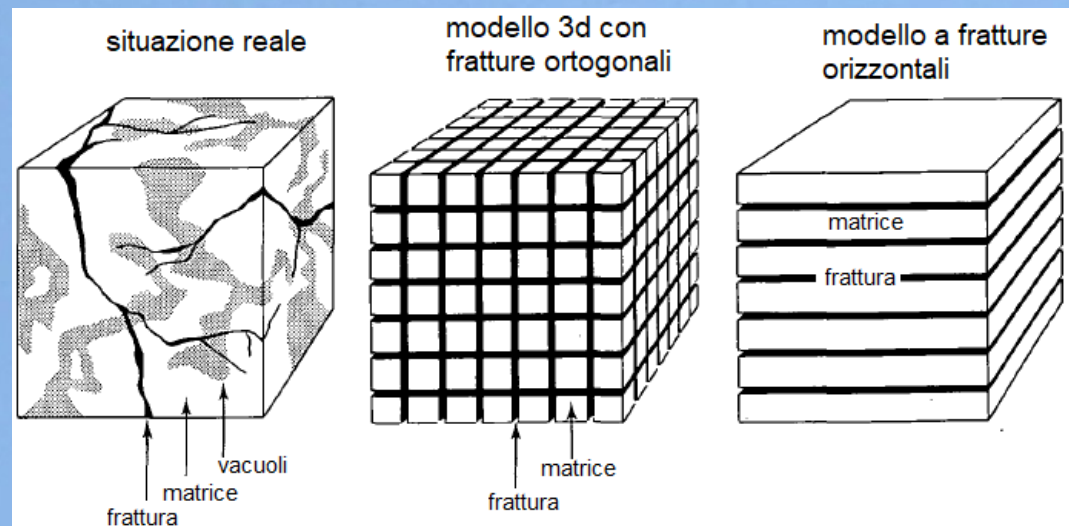 situazione reale
modello 3d con
fratture ortogonali
modello a fratture
orizzontali
vacuoli
matrice
frattura
matrice
frattura
matrice
frattura